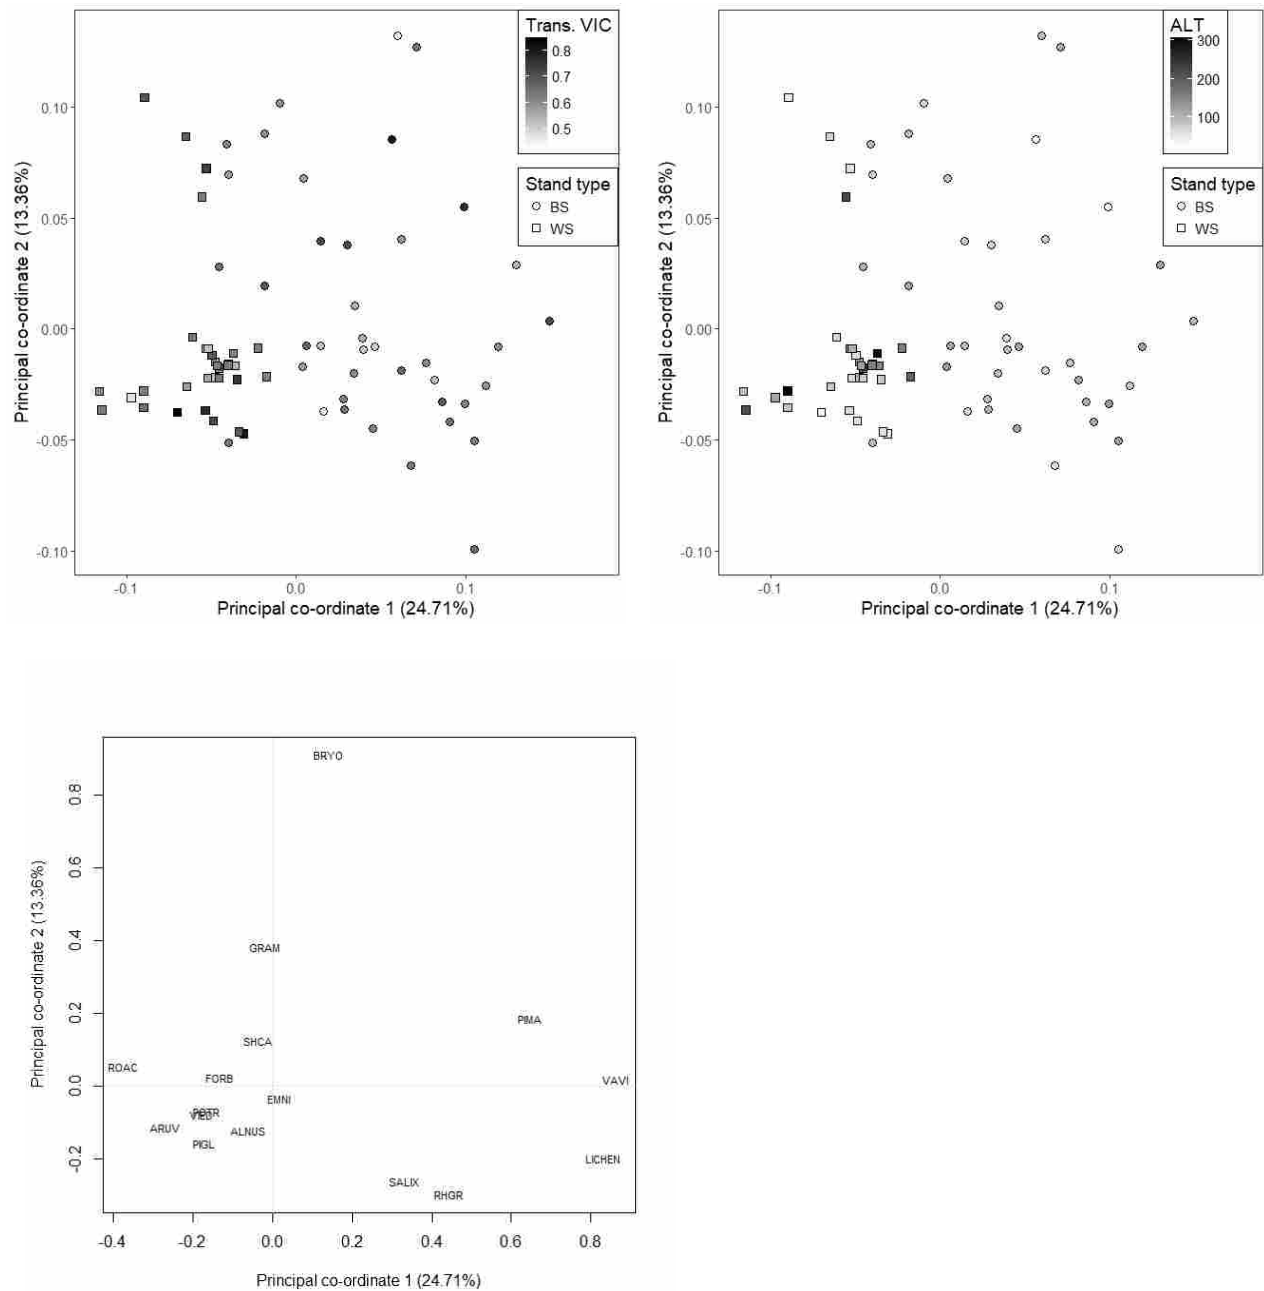 Trans. VIC
0.8
0.7
0.6
0.5
Stand type
BS
WS
0.10
0.05
0.00
-0.05
-0.10
Principal co-ordinate 2 (13.36%)
-0.1
0.0
0.1
Principal co-ordinate 1 (24.71%)
ALT
300
200
100
Stand type
BS
WS
0.10
0.05
0.00
-0.05
-0.10
Principal co-ordinate 2 (13.36%)
-0.1
0.0
0.1
Principal co-ordinate 1 (24.71%)
BRYO
GRAM
PIMA
SHCA
ROAC
FORB
VAVI
EMNI
ARUV
ALNUS
PIGL
LICHEN
SALIX
RHGR
0.8
0.6
0.4
0.2
0.0
-0.2
Principal co-ordinate 2 (13.36%)
-0.4
-0.2
0.0
0.2
0.4
0.6
0.8
Principal co-ordinate 1 (24.71%)